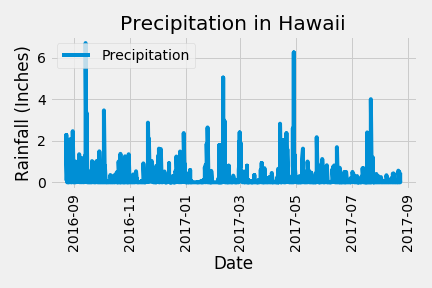 Precipitation in Hawaii
Precipitation
Rainfall (Inches)
6
4
2
0
2016-09
2016-11
2017-01
2017-03
2017-05
2017-07
2017-09
Date